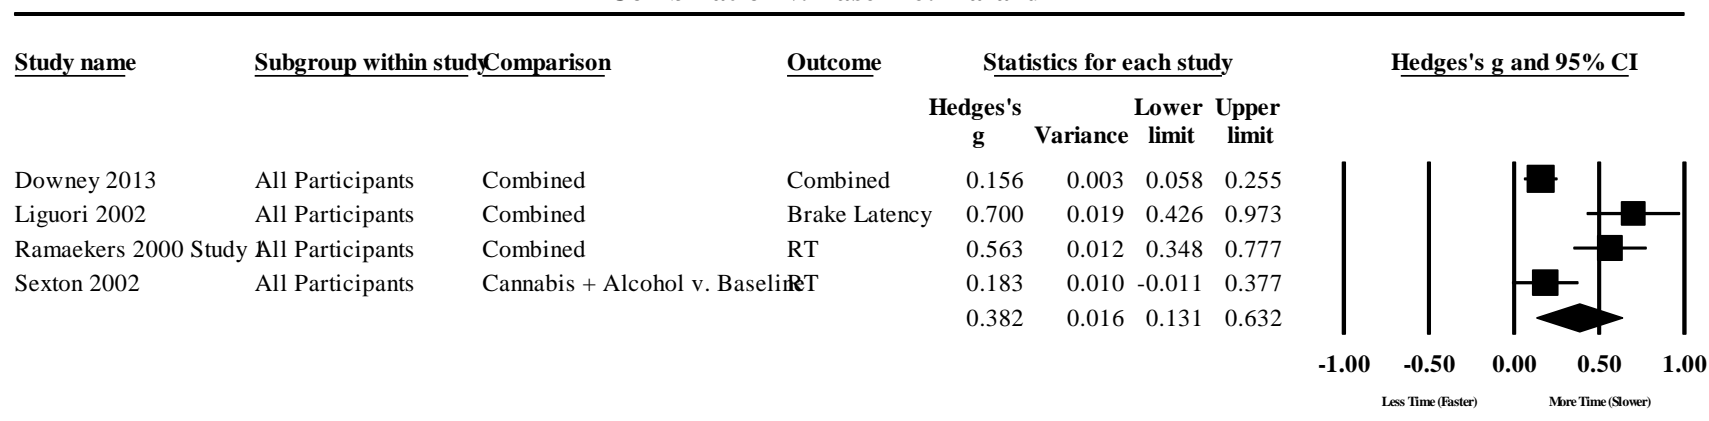 Study name Subgroup within study Comparison Outcome Statistics for each study Hedges's g and 95% CI
Hedges's Lower Upper
g Variance limit limit
Downey 2013 All Participants Combined Combined 0.156 0.003 0.058 0.255
Liguori 2002 All Participants Combined Brake Latency 0.700 0.019 0.426 0.973
Ramaekers 2000 Study 1 All Participants Combined RT 0.563 0.012 0.348 0.777
Sexton 2002 All Participants Cannabis + Alcohol v. Baseline RT 0.183 0.010 -0.011 0.377
0.382 0.016 0.131 0.632
-1.00 -0.50 0.00 0.50 1.00
Less Time (Faster) More Time (Slower)